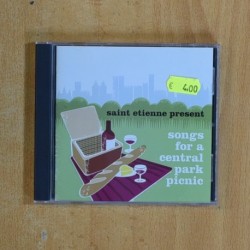 € 4.00
saint etienne present
songs
for a
central
park
picnic